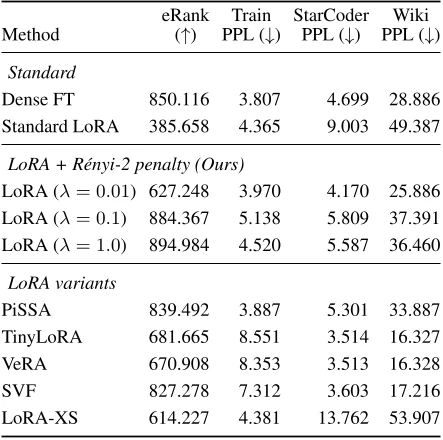 Method eRank (↑) Train PPL (↓) StarCoder PPL (↓) Wiki PPL (↓)
Standard
Dense FT 850.116 3.807 4.699 28.886
Standard LoRA 385.658 4.365 9.003 49.387
LoRA + Rényi-2 penalty (Ours)
LoRA (λ = 0.01) 627.248 3.970 4.170 25.886
LoRA (λ = 0.1) 884.367 5.138 5.809 37.391
LoRA (λ = 1.0) 894.984 4.520 5.587 36.460
LoRA variants
PiSSA 839.492 3.887 5.301 33.887
TinyLoRA 681.665 8.551 3.514 16.327
VeRA 670.908 8.353 3.513 16.328
SVF 827.278 7.312 3.603 17.216
LoRA-XS 614.227 4.381 13.762 53.907